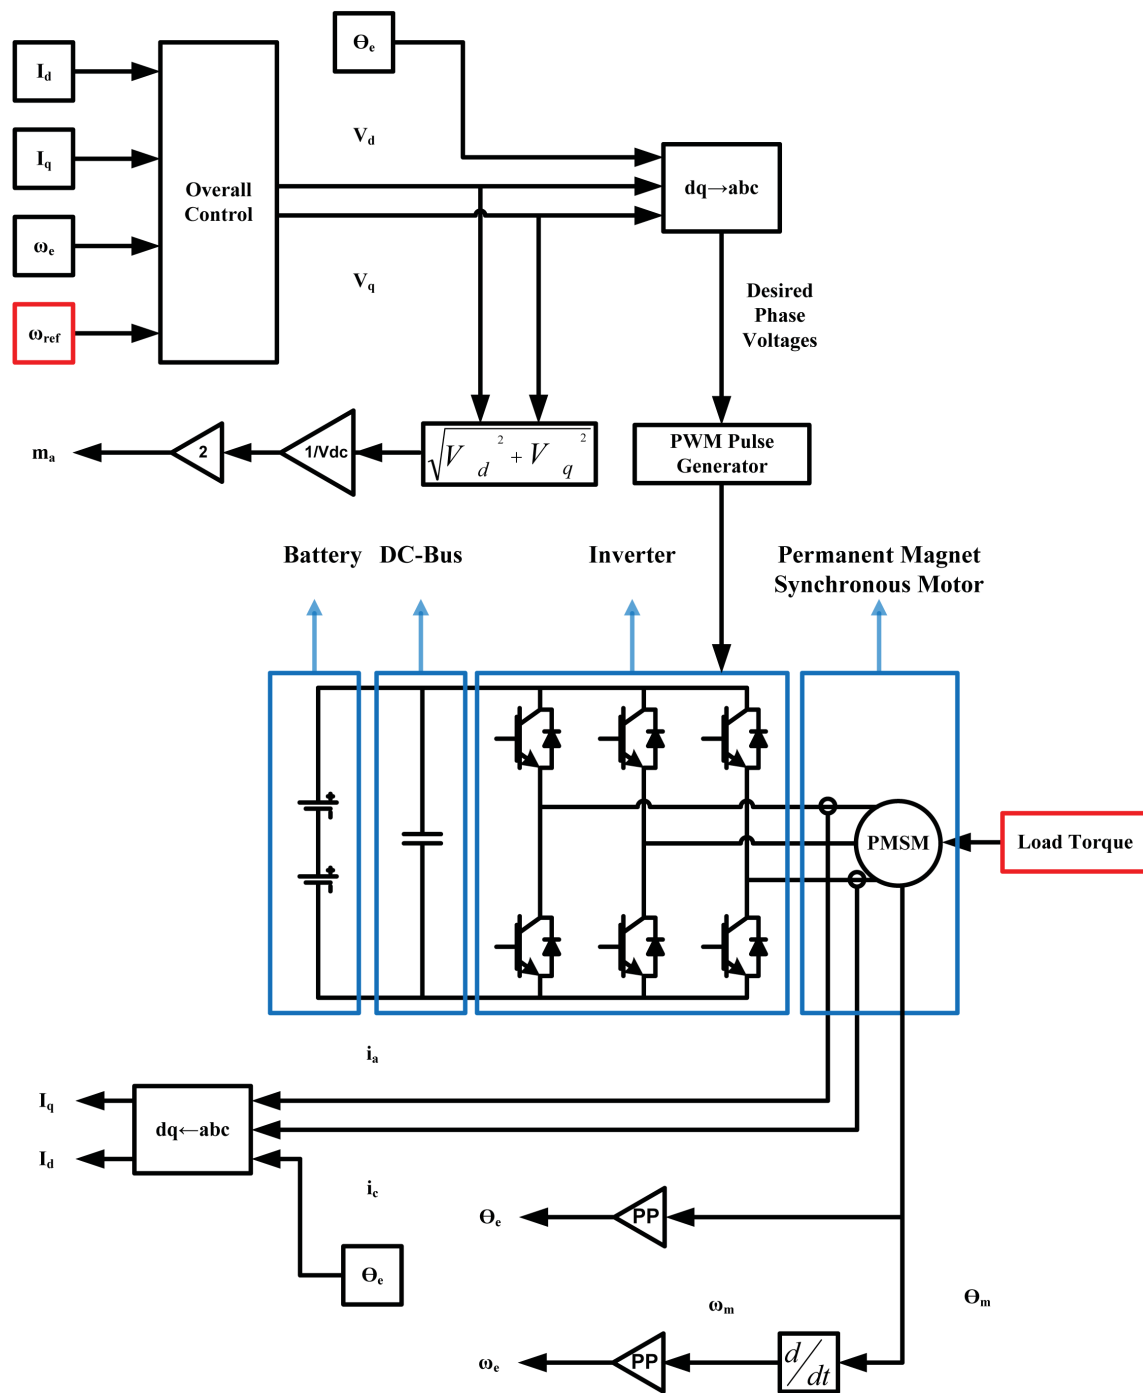 Θe
Id
Iq
ωe
ωref
Overall
Control
Vd
Vq
dq→abc
Desired
Phase
Voltages
ma
2
1/Vdc
√Vd² + Vq²
PWM Pulse
Generator
Battery
DC-Bus
Inverter
Permanent Magnet
Synchronous Motor
PMSM
Load Torque
ia
Iq
Id
dq←abc
ic
Θe
Θe
PP
ωm
Θm
ωe
PP
d/dt